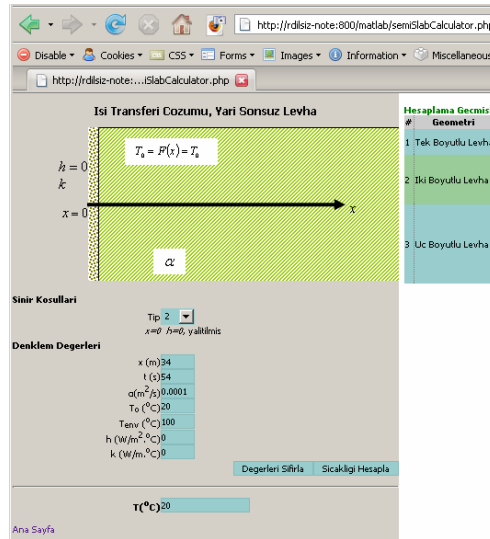 http://rdilsiz-note:800/matlab/semiSlabCalculator.php
Disable Cookies CSS Forms Images Information Miscellaneous
http://rdilsiz-note:...iSlabCalculator.php
Isi Transferi Cozumu, Yari Sonsuz Levha
T₀ = F(x) = T₀
h = 0
k
x = 0
x
α
Sinir Kosullari
Tip 2
x=0 h=0, yalitilmis
Denklem Degerleri
x (m) 34
t (s) 54
α(m²/s) 0.0001
To (°C) 20
Tenv (°C) 100
h (W/m².°C) 0
k (W/m.°C) 0
Degerleri Sifirla Sicakligi Hesapla
T(°C) 20
Ana Sayfa
Hesaplama Gecmis
# Geometri
1 Tek Boyutlu Levha
2 Iki Boyutlu Levha
3 Uc Boyutlu Levha